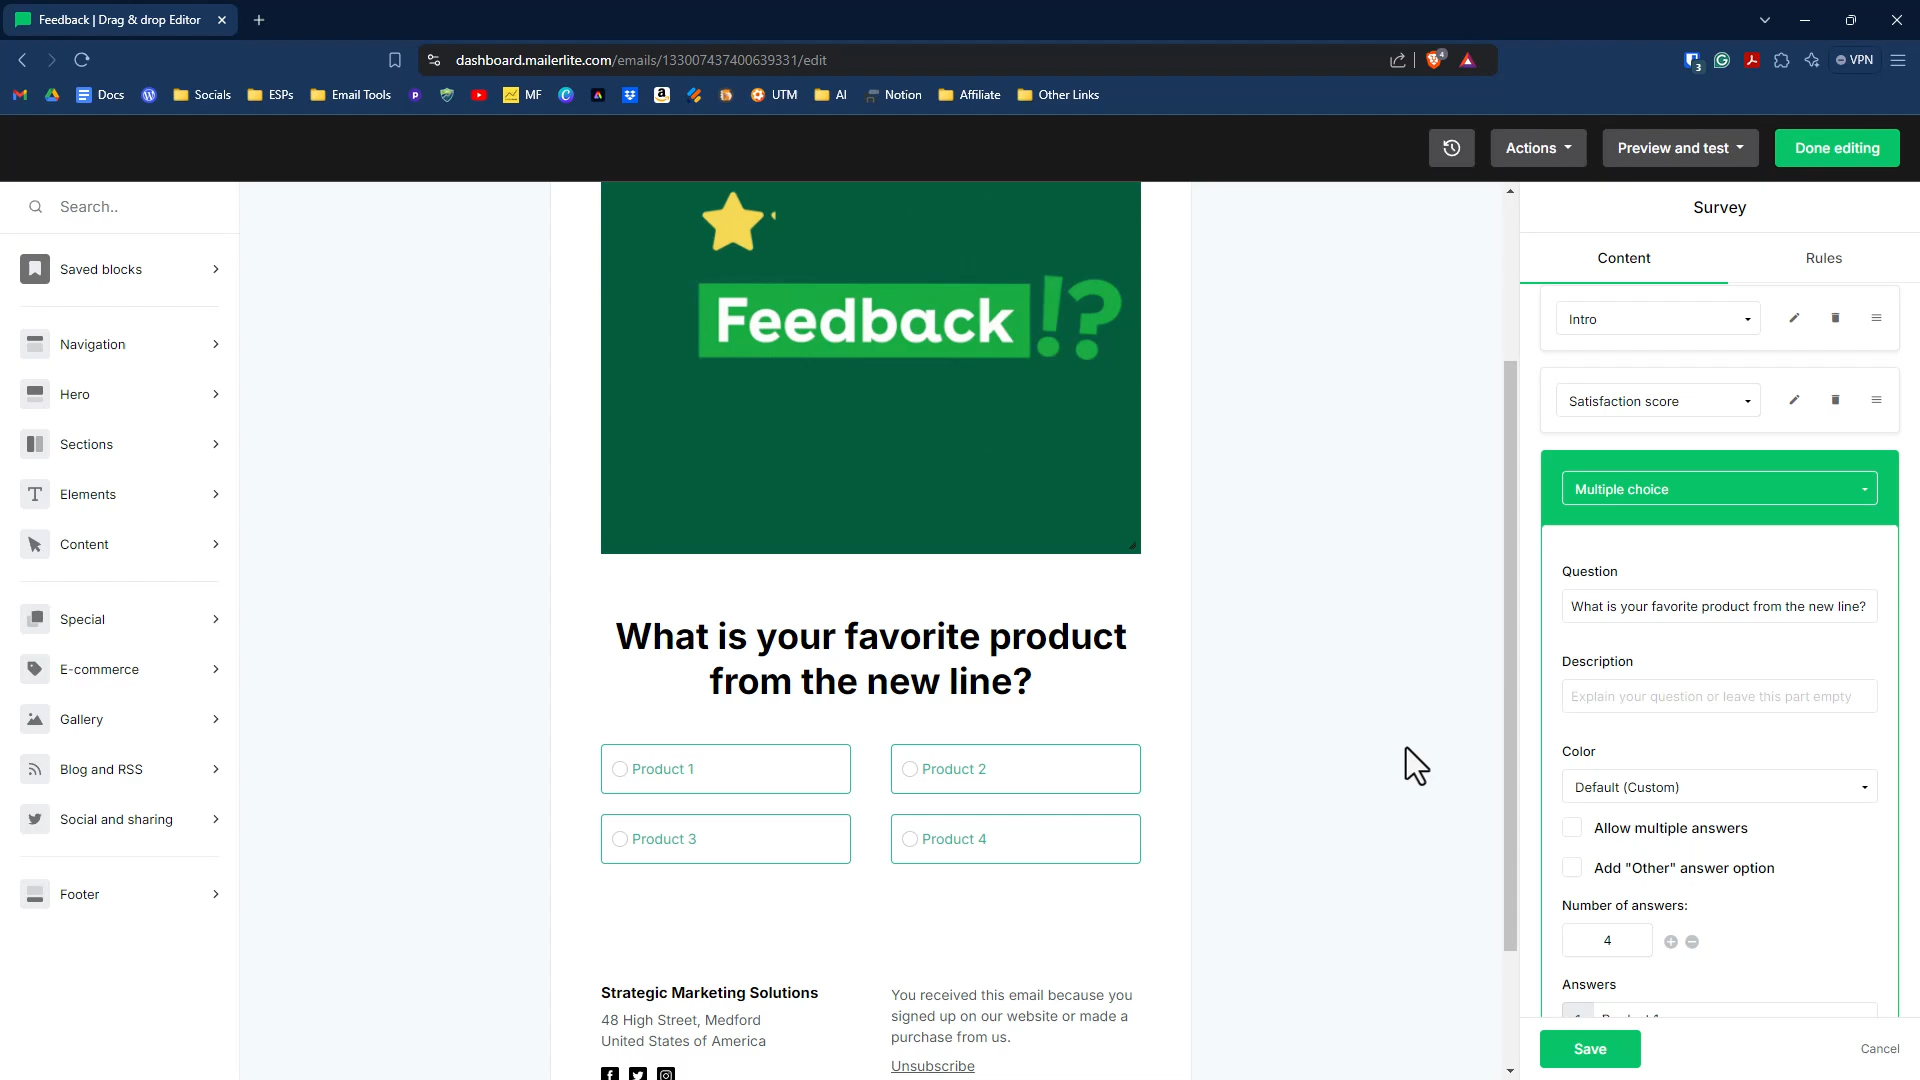 Feedback | Drag & drop Editor
dashboard.mailerlite.com/emails/133007437400639331/edit
4
3
VPN
Docs
Socials
ESPs
Email Tools
MF
UTM
AI
Notion
Affiliate
Other Links
Actions
Preview and test
Done editing
Search..
Saved blocks
Navigation
Hero
Sections
Elements
Content
Special
E-commerce
Gallery
Blog and RSS
Social and sharing
Footer
Feedback!?
What is your favorite product
from the new line?
Product 1
Product 2
Product 3
Product 4
Strategic Marketing Solutions
48 High Street, Medford
United States of America
You received this email because you
signed up on our website or made a
purchase from us.
Unsubscribe
Survey
Content
Rules
Intro
Satisfaction score
Multiple choice
Question
What is your favorite product from the new line?
Description
Explain your question or leave this part empty
Color
Default (Custom)
Allow multiple answers
Add "Other" answer option
Number of answers:
4
Answers
Save
Cancel